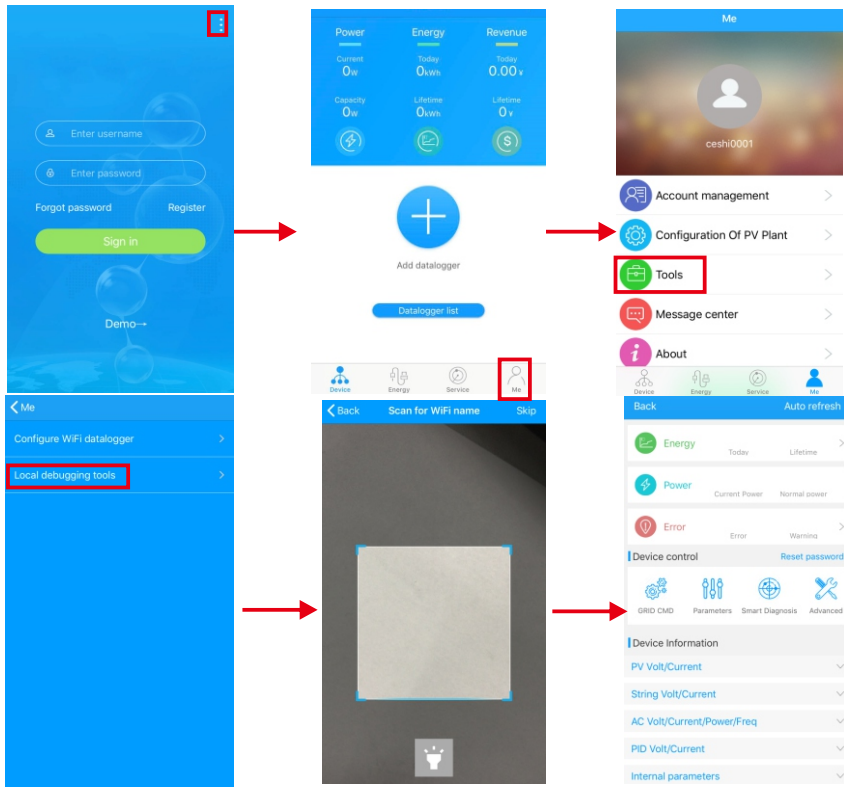 Enter username
Enter password
Forgot password Register
Sign in
Demo→
Power Energy Revenue
Current Today Today
0w 0kWh 0.00¥
Capacity Lifetime Lifetime
0w 0kWh 0¥
Add datalogger
Datalogger list
Device Energy Service Me
Me
ceshi0001
Account management
Configuration Of PV Plant
Tools
Message center
About
Device Energy Service Me
Me
Configure WiFi datalogger
Local debugging tools
Back Scan for WiFi name Skip
Back Auto refresh
Energy
Today Lifetime
Power
Current Power Normal power
Error
Error Warning
Device control Reset password
GRID CMD Parameters Smart Diagnosis Advanced
Device Information
PV Volt/Current
String Volt/Current
AC Volt/Current/Power/Freq
PID Volt/Current
Internal parameters